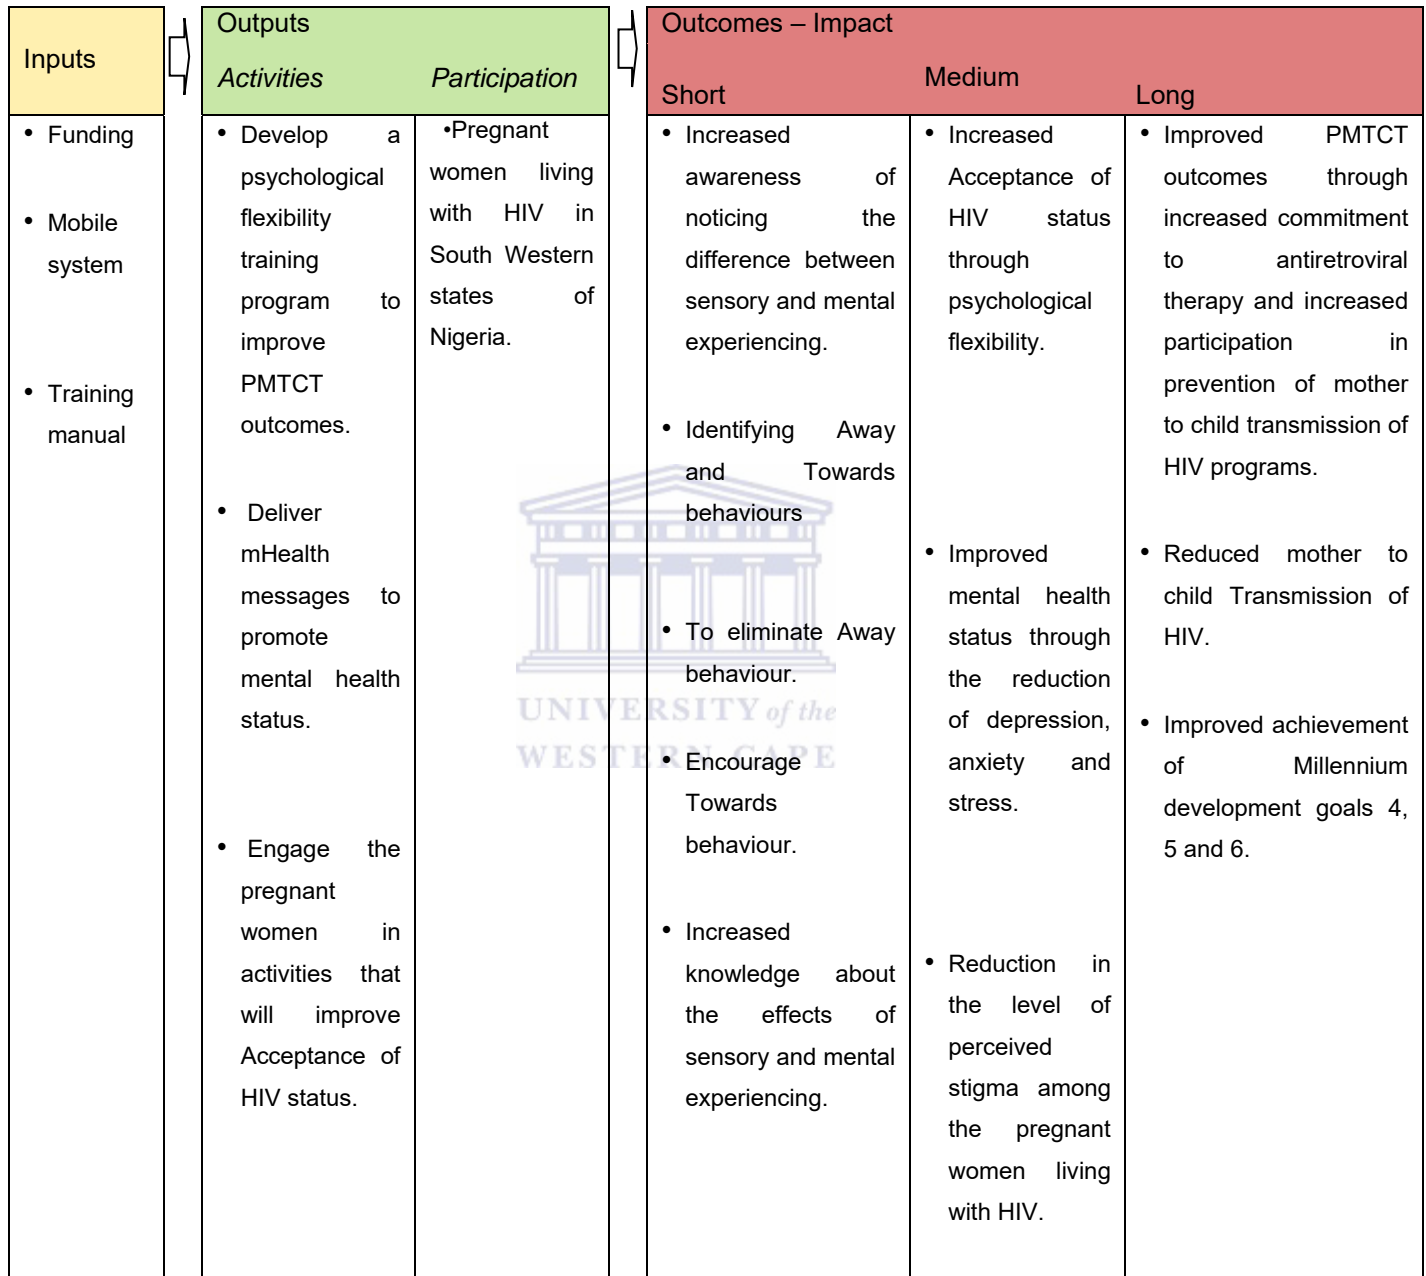 Inputs
Outputs
Activities Participation
Outcomes – Impact
Short
Medium
Long
• Funding
• Mobile
system
• Training
manual
• Develop a
psychological
flexibility
training
program to
improve
PMTCT
outcomes.
• Deliver
mHealth
messages to
promote
mental health
status.
• Engage the
pregnant
women in
activities that
will improve
Acceptance of
HIV status.
•Pregnant
women living
with HIV in
South Western
states of
Nigeria.
• Increased
awareness of
noticing the
difference between
sensory and mental
experiencing.
• Identifying Away
and Towards
behaviours
• To eliminate Away
behaviour.
• Encourage
Towards
behaviour.
• Increased
knowledge about
the effects of
sensory and mental
experiencing.
• Increased
Acceptance of
HIV status
through
psychological
flexibility.
• Improved
mental health
status through
the reduction
of depression,
anxiety and
stress.
• Reduction in
the level of
perceived
stigma among
the pregnant
women living
with HIV.
• Improved PMTCT
outcomes through
increased commitment
to antiretroviral
therapy and increased
participation in
prevention of mother
to child transmission of
HIV programs.
• Reduced mother to
child Transmission of
HIV.
• Improved achievement
of Millennium
development goals 4,
5 and 6.
UNIVERSITY of the
WESTERN CAPE